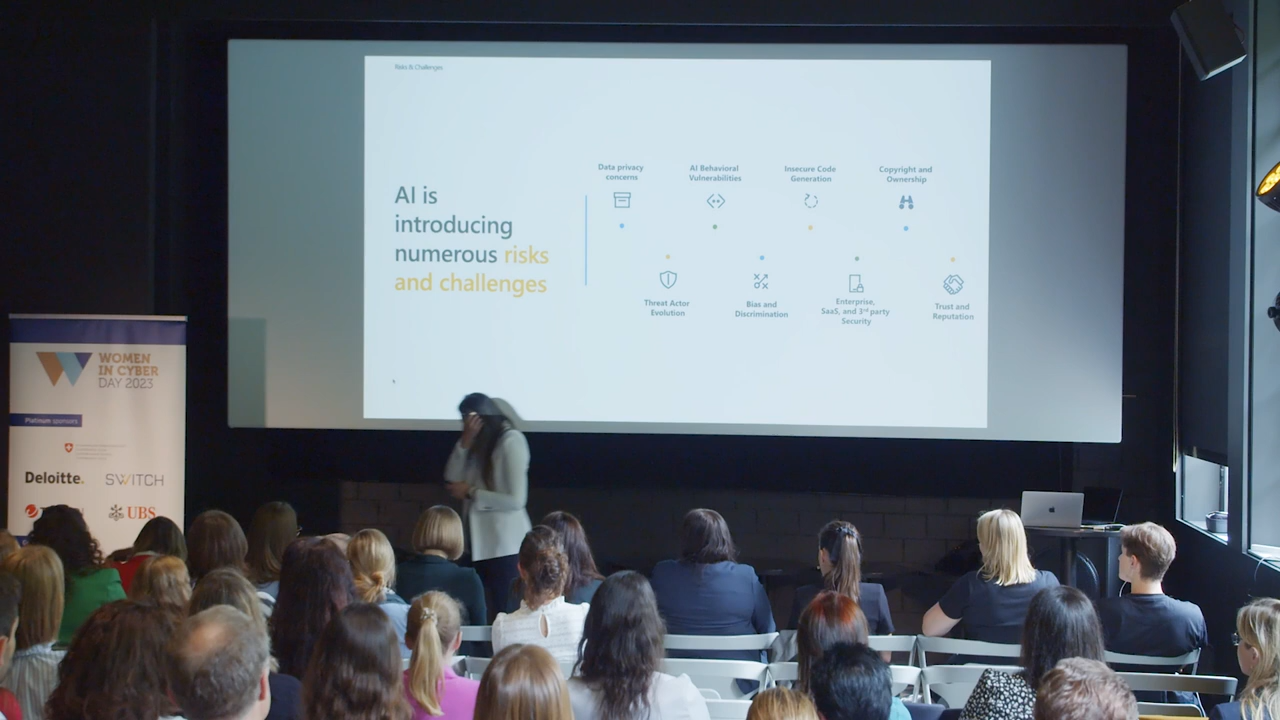 Risks & Challenges
AI is
introducing
numerous risks
and challenges
Data privacy
concerns
AI Behavioral
Vulnerabilities
Insecure Code
Generation
Copyright and
Ownership
Threat Actor
Evolution
Bias and
Discrimination
Enterprise,
SaaS, and 3rd party
Security
Trust and
Reputation
WOMEN
IN CYBER
DAY 2023
Platinum sponsors
Deloitte.
SWITCH
UBS